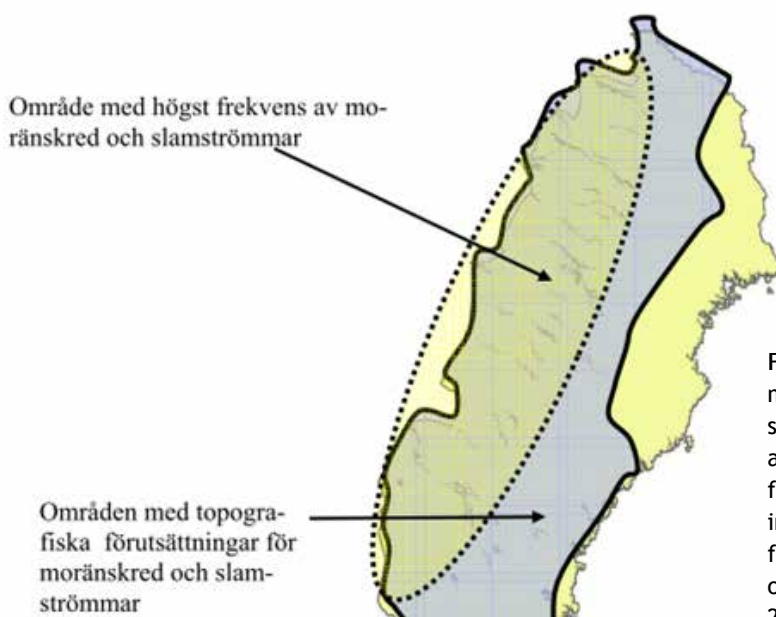 Område med högst frekvens av mo-
ränskred och slamströmmar
Områden med topogra-
fiska förutsättningar för
moränskred och slam-
strömmar